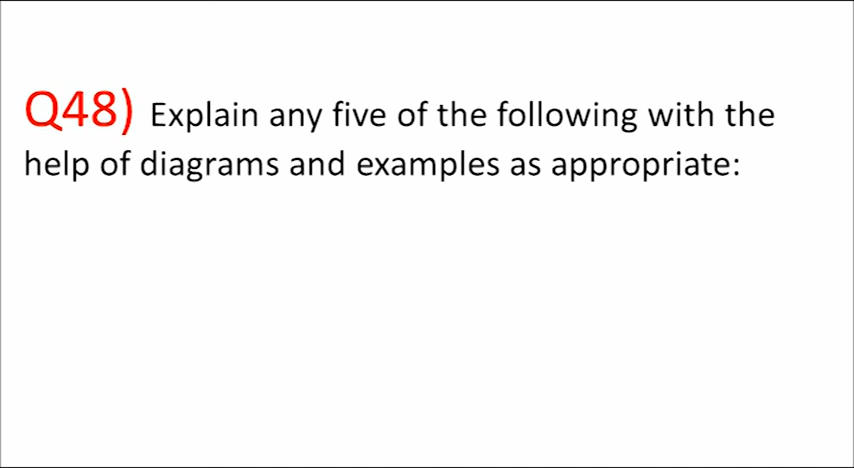 Q48) Explain any five of the following with the
help of diagrams and examples as appropriate: